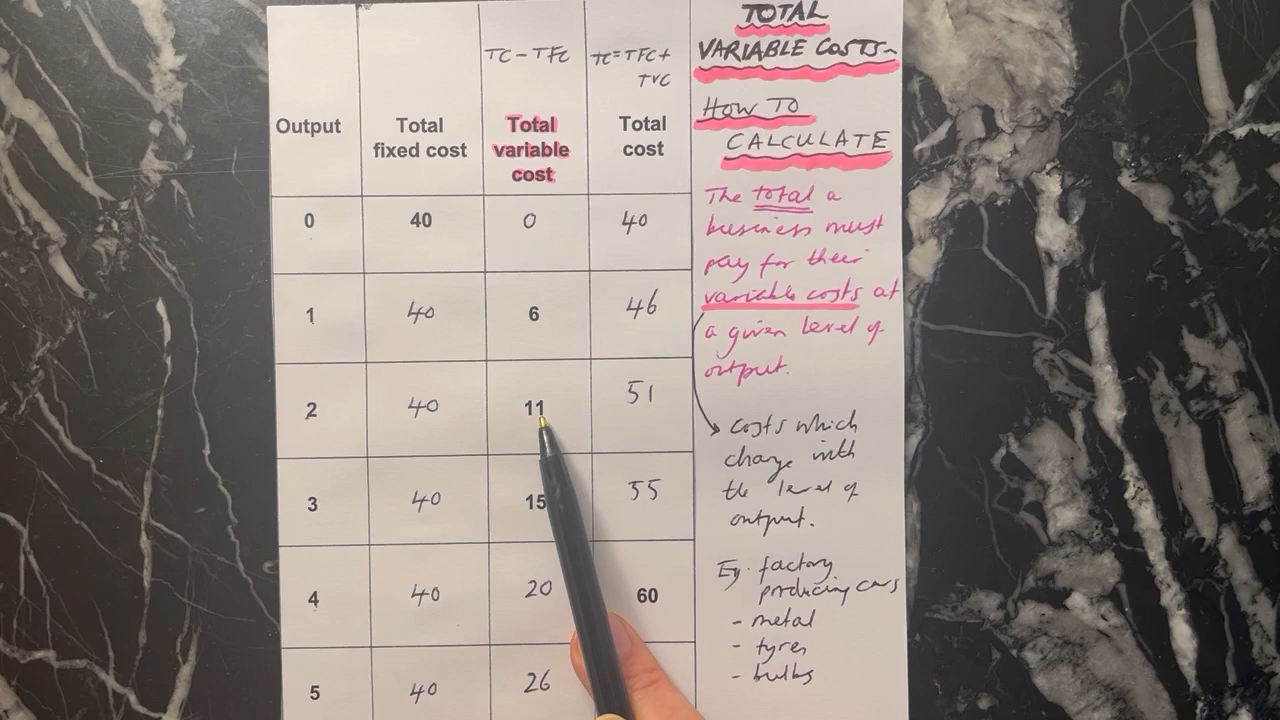 TC - TFC
TC = TFC +
TVC
Output
Total
fixed cost
Total
variable
cost
Total
cost
0 40 0 40
1 40 6 46
2 40 11 51
3 40 15 55
4 40 20 60
5 40 26
TOTAL
VARIABLE COSTS-
HOW TO
CALCULATE
The total a
business must
pay for their
variable costs at
a given level of
output.
costs which
change with
the level of
output.
Eg. factory
producing cars
- metal
- tyres
- bulbs